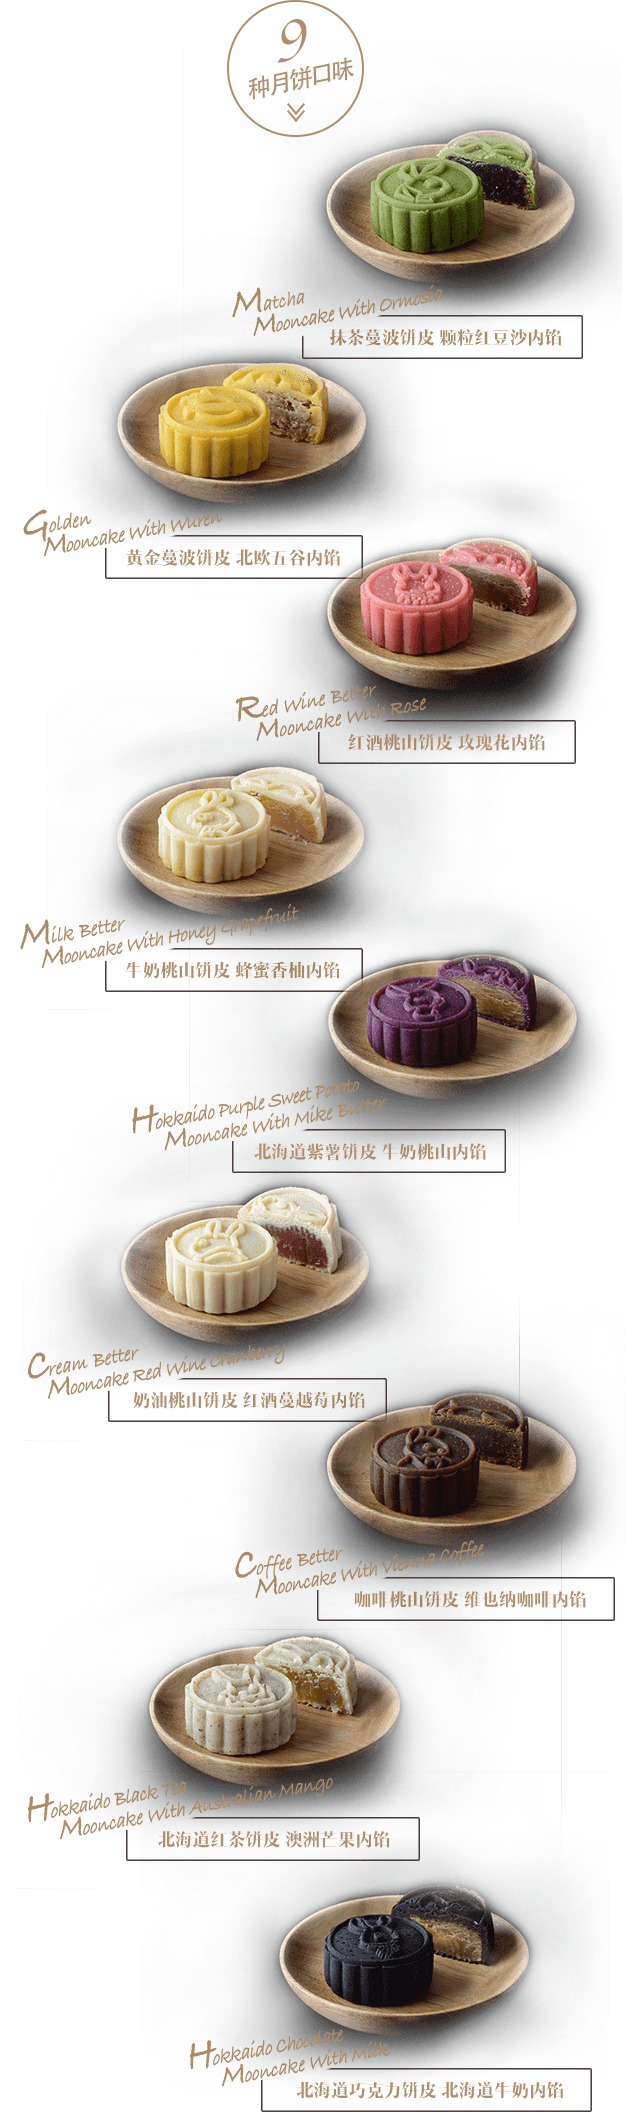 9
种月饼口味
Matcha
Mooncake With Ormosia
抹茶蔓波饼皮 颗粒红豆沙内馅
Golden
Mooncake With Wuren
黄金蔓波饼皮 北欧五谷内馅
Red Wine Better
Mooncake With Rose
红酒桃山饼皮 玫瑰花内馅
Milk Better
Mooncake With Honey Grapefruit
牛奶桃山饼皮 蜂蜜香柚内馅
Hokkaido Purple Sweet Potato
Mooncake With Mike Butter
北海道紫薯饼皮 牛奶桃山内馅
Cream Better
Mooncake Red Wine Cranberry
奶油桃山饼皮 红酒蔓越莓内馅
Coffee Better
Mooncake With Vienna Coffee
咖啡桃山饼皮 维也纳咖啡内馅
Hokkaido Black Tea
Mooncake With Australian Mango
北海道红茶饼皮 澳洲芒果内馅
Hokkaido Chocolate
Mooncake With Milk
北海道巧克力饼皮 北海道牛奶内馅